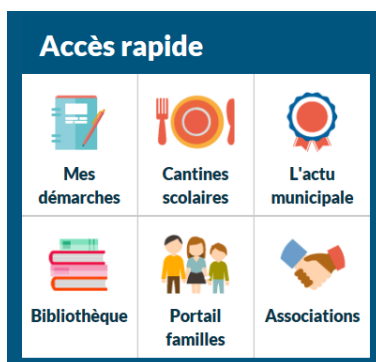 Accès rapide
Mes
démarches
Cantines
scolaires
L'actu
municipale
Bibliothèque
Portail
familles
Associations